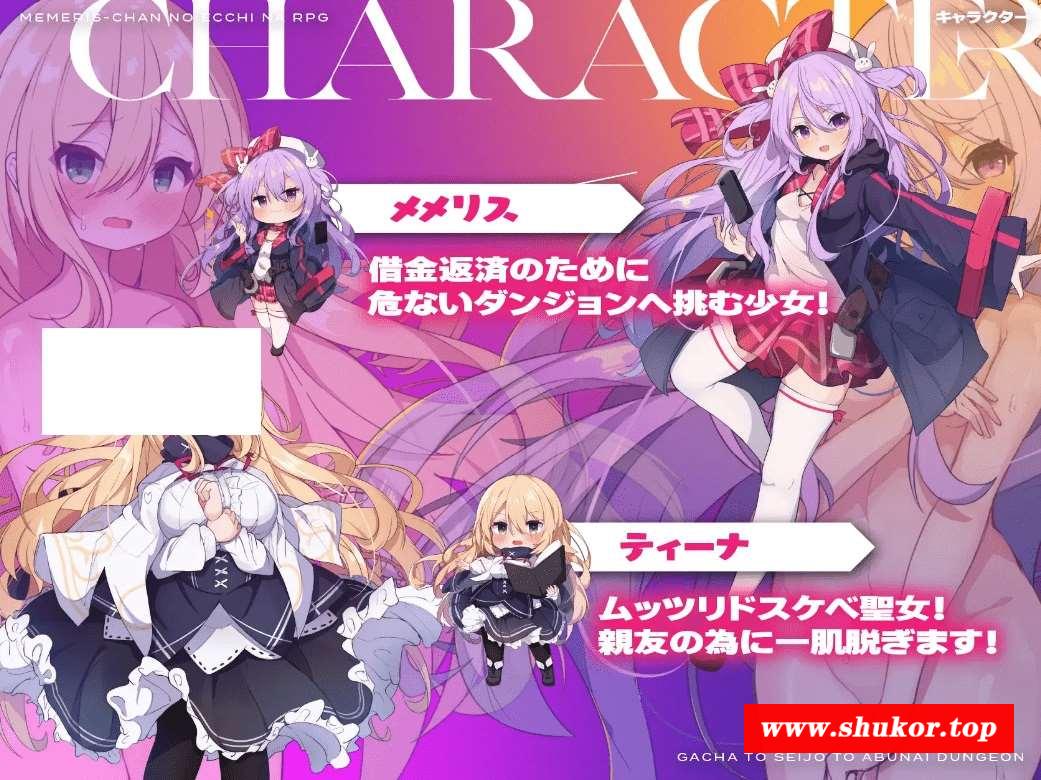 MEMERIS-CHAN NO ECCHI NA RPG
CHARACTER
キャラクター
メメリス
借金返済のために
危ないダンジョンへ挑む少女!
ティーナ
ムッツリドスケベ聖女!
親友の為に一肌脱ぎます!
www.shukor.top
GACHA TO SEIJO TO ABUNAI DUNGEON